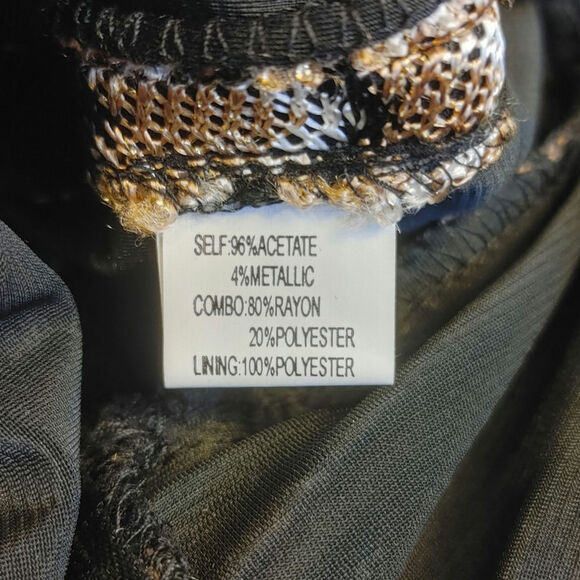 SELF:96%ACETATE
4%METALLIC
COMBO:80%RAYON
20%POLYESTER
LINING:100%POLYESTER